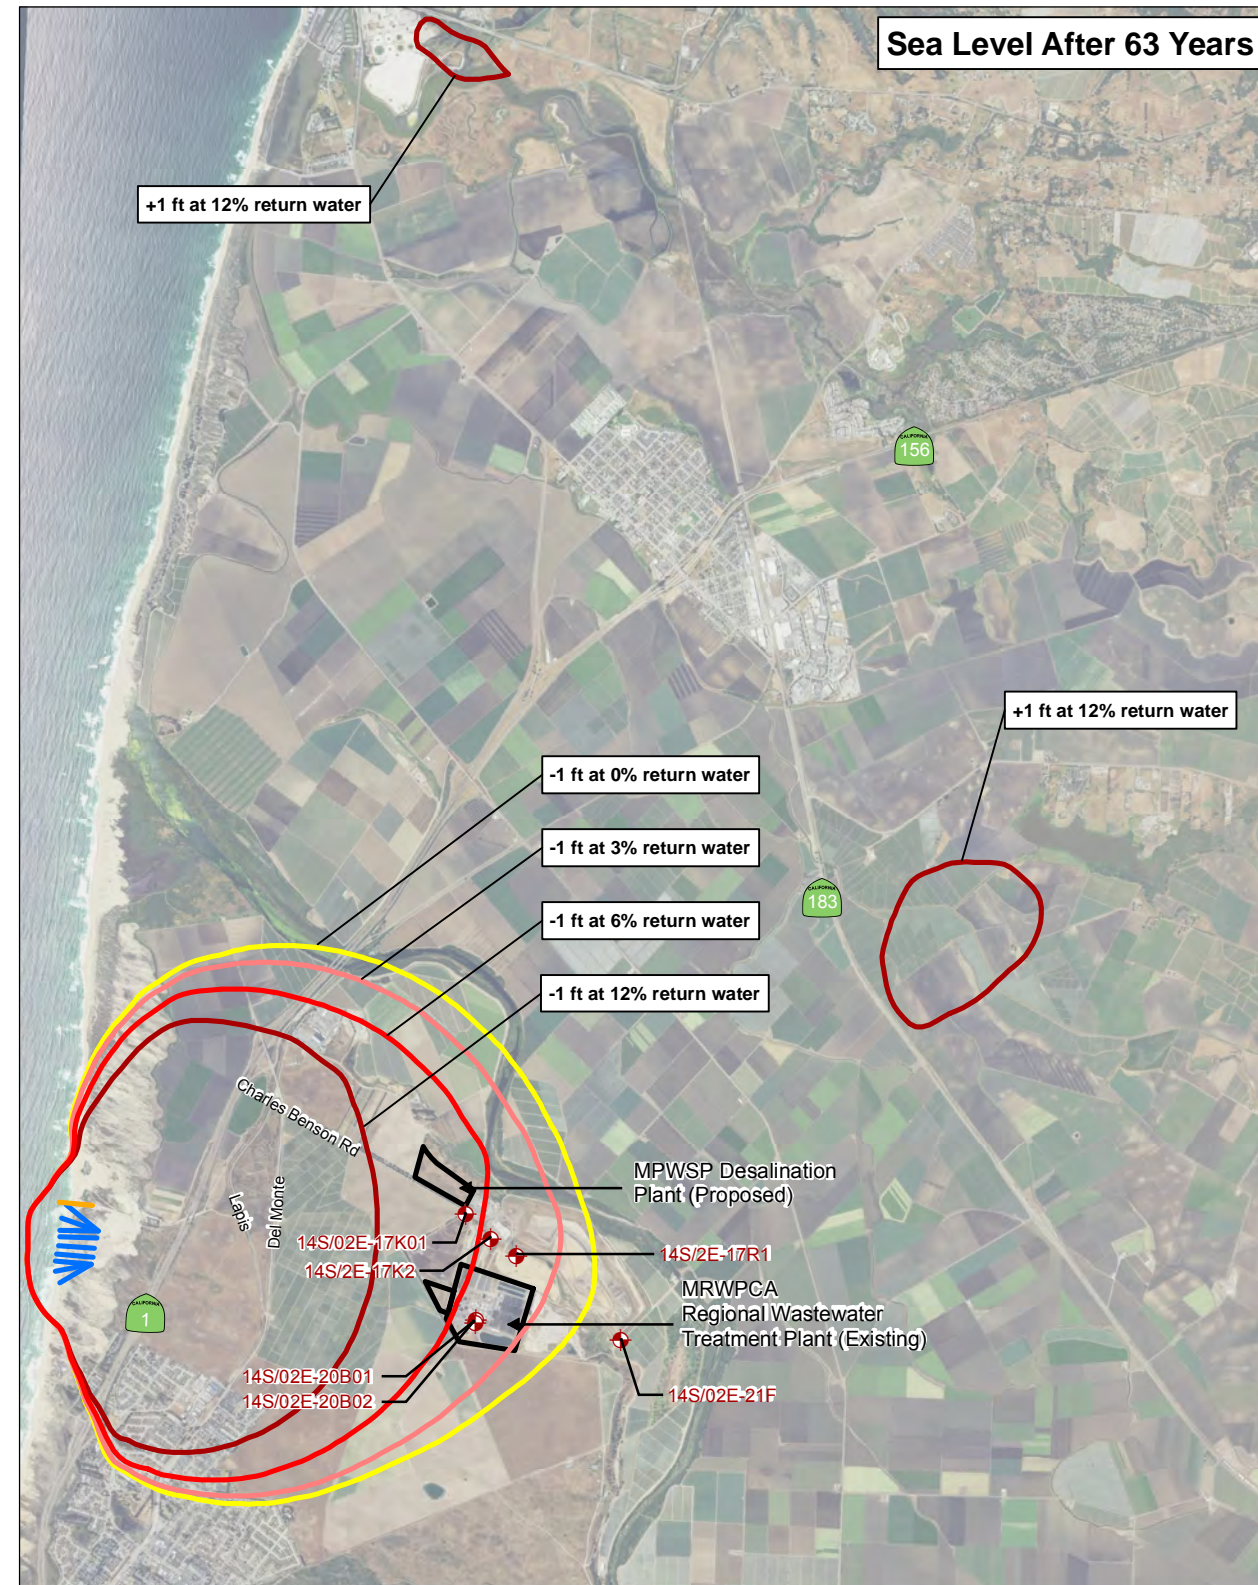 Sea Level After 63 Years
+1 ft at 12% return water
CALIFORNIA
156
+1 ft at 12% return water
-1 ft at 0% return water
-1 ft at 3% return water
CALIFORNIA
183
-1 ft at 6% return water
-1 ft at 12% return water
Charles Benson Rd
MPWSP Desalination
Plant (Proposed)
Lapis
Del Monte
14S/02E-17K01
14S/2E-17K2
14S/2E-17R1
MRWPCA
Regional Wastewater
Treatment Plant (Existing)
CALIFORNIA
1
14S/02E-20B01
14S/02E-20B02
14S/02E-21F